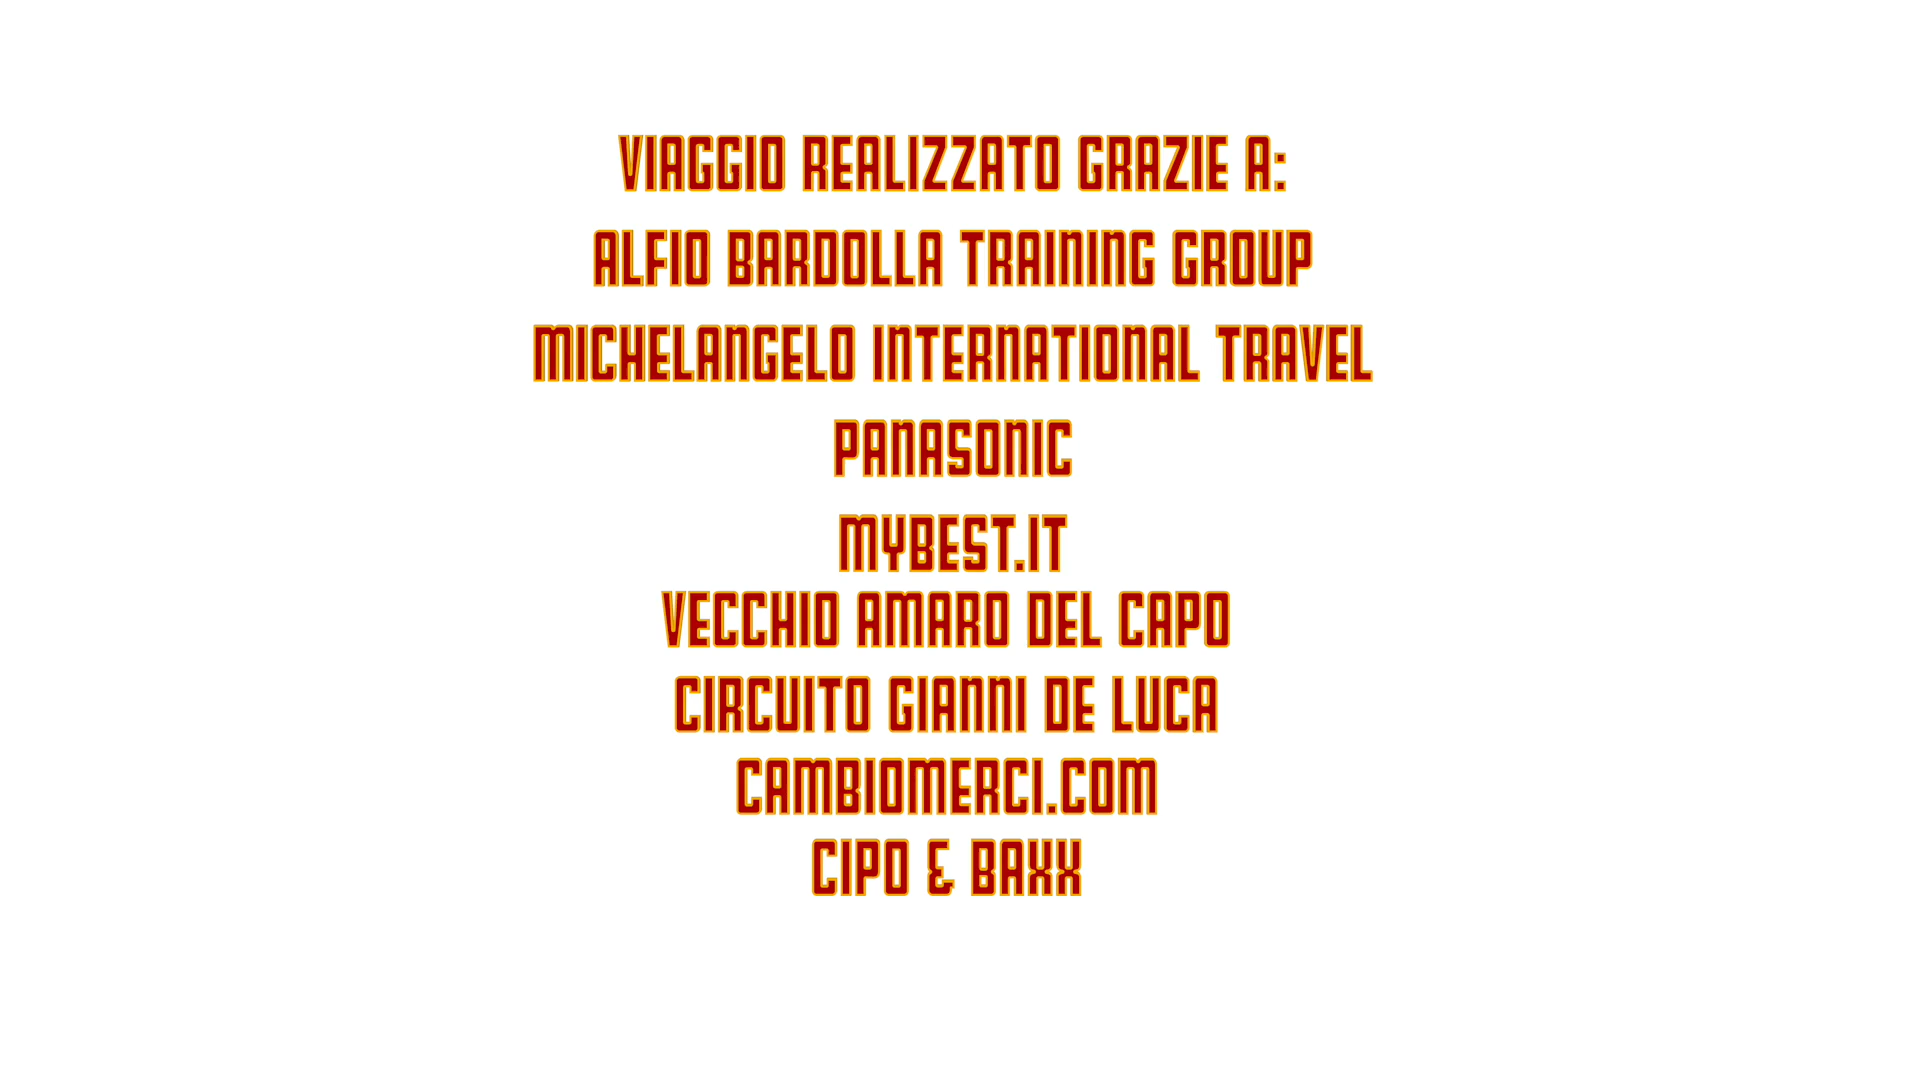 VIAGGIO REALIZZATO GRAZIE A:
ALFIO BARDOLLA TRAINING GROUP
MICHELANGELO INTERNATIONAL TRAVEL
PANASONIC
MYBEST.IT
VECCHIO AMARO DEL CAPO
CIRCUITO GIANNI DE LUCA
CAMBIOMERCI.COM
CIPO & BAXX